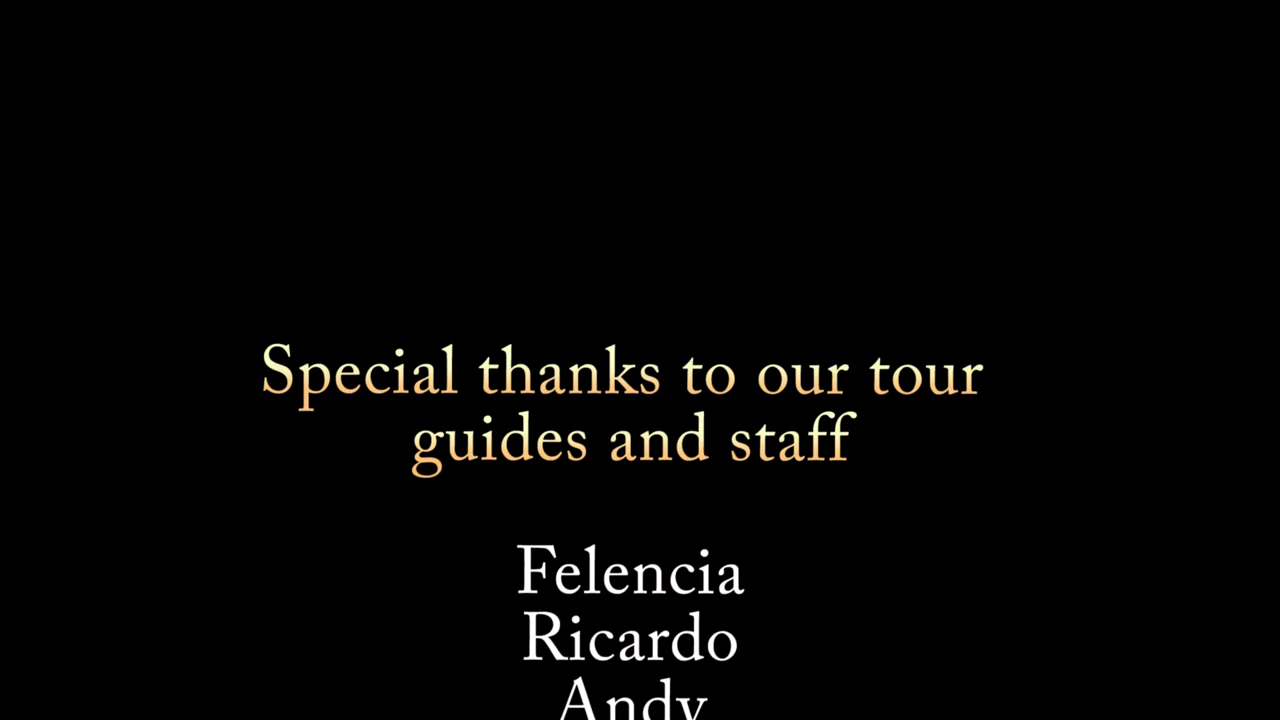 Special thanks to our tour
guides and staff
Felencia
Ricardo
Andy